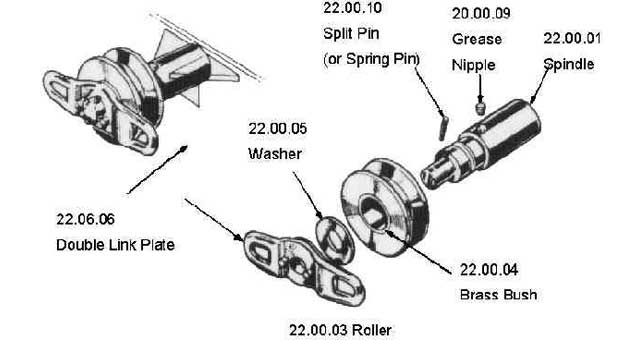 22.00.10
Split Pin
(or Spring Pin)
20.00.09
Grease
Nipple
22.00.01
Spindle
22.00.05
Washer
22.06.06
Double Link Plate
22.00.04
Brass Bush
22.00.03 Roller